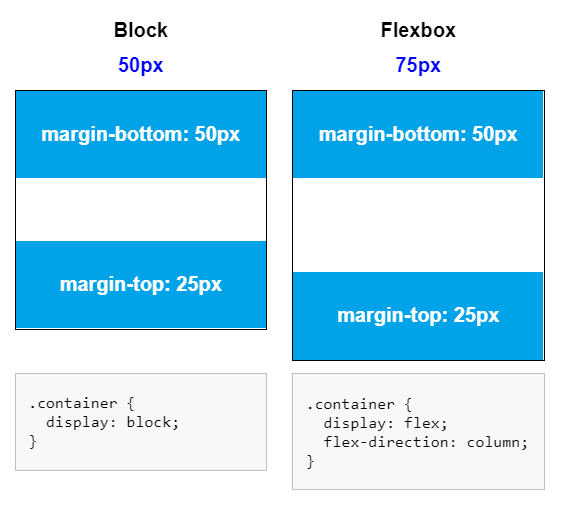 Block
50px
margin-bottom: 50px
margin-top: 25px
.container {
  display: block;
}
Flexbox
75px
margin-bottom: 50px
margin-top: 25px
.container {
  display: flex;
  flex-direction: column;
}